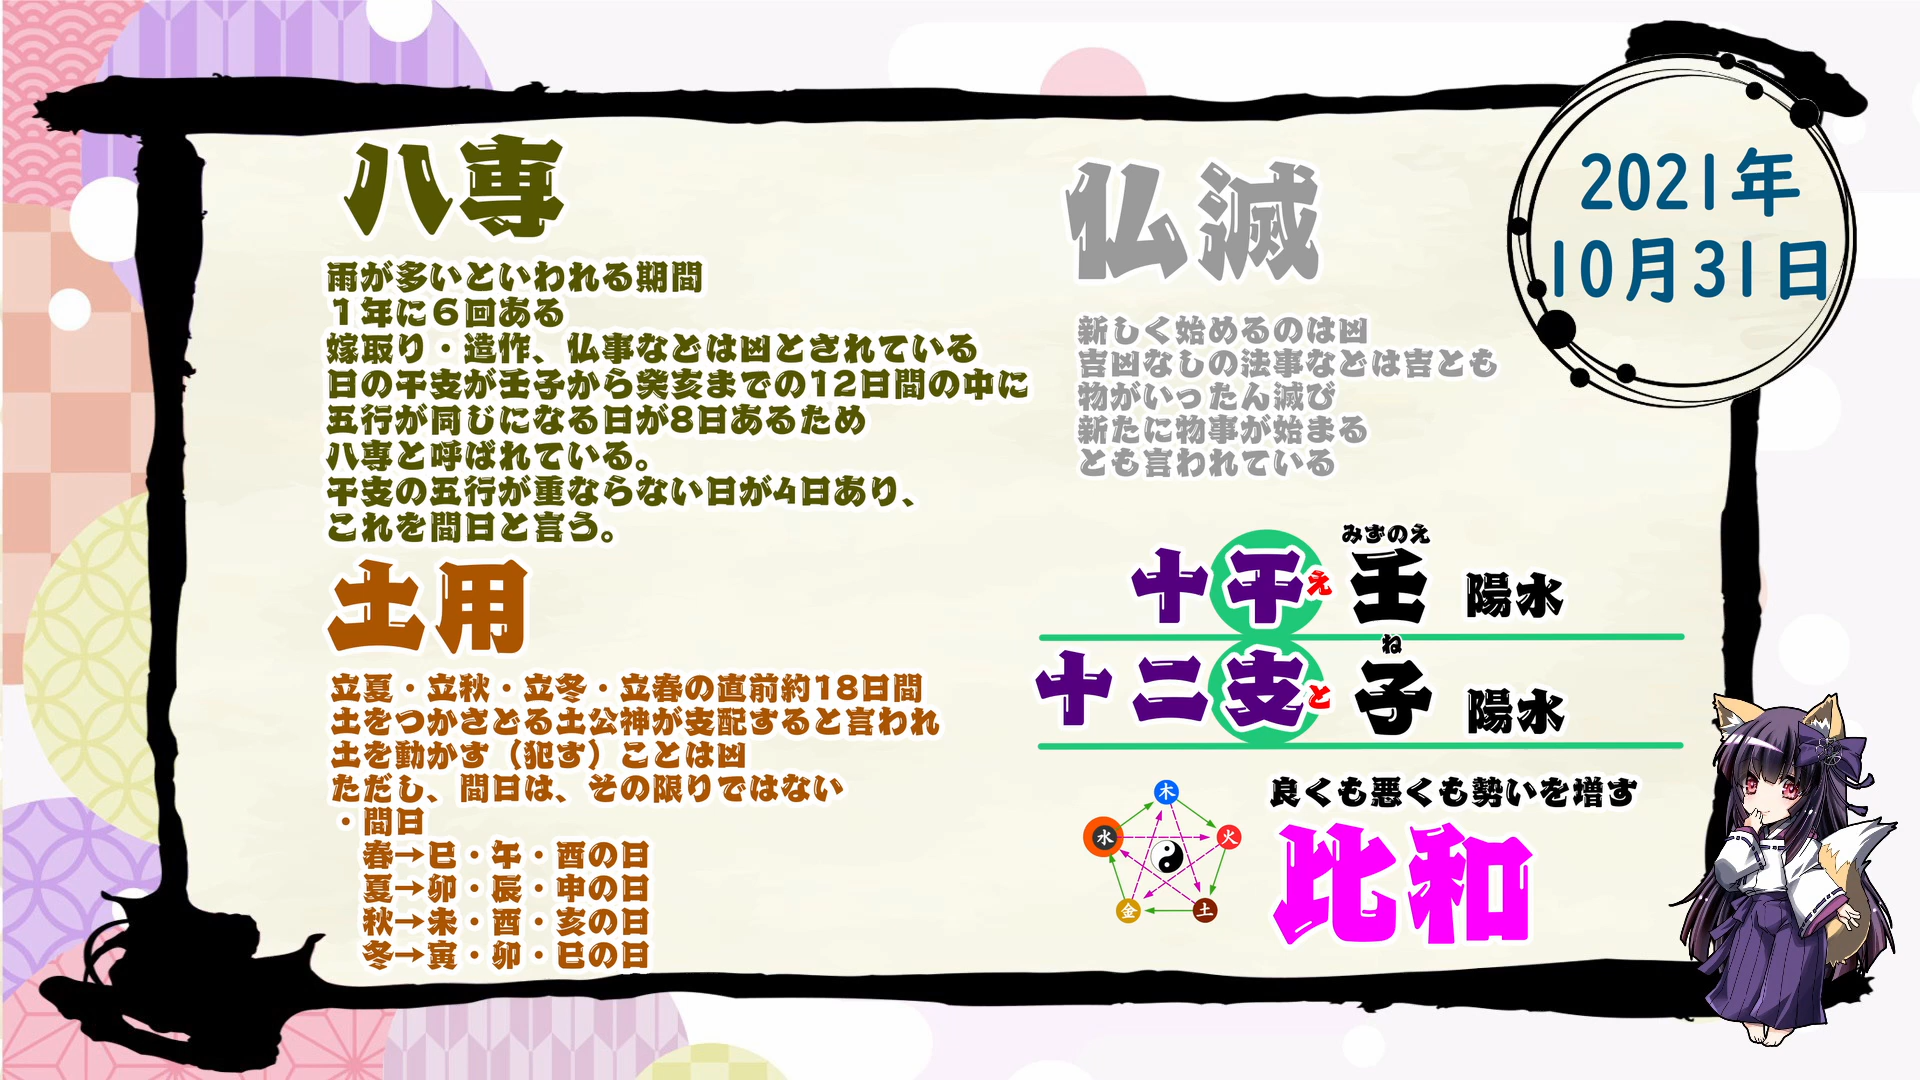 八専
雨が多いといわれる期間
１年に６回ある
嫁取り・造作、仏事などは凶とされている
日の干支が壬子から癸亥までの12日間の中に
五行が同じになる日が8日あるため
八専と呼ばれている。
干支の五行が重ならない日が4日あり、
これを間日と言う。
土用
立夏・立秋・立冬・立春の直前約18日間
土をつかさどる土公神が支配すると言われ
土を動かす（犯す）ことは凶
ただし、間日は、その限りではない
・間日
春→巳・午・酉の日
夏→卯・辰・申の日
秋→未・酉・亥の日
冬→寅・卯・巳の日
仏滅
新しく始めるのは凶
吉凶なしの法事などは吉とも
物がいったん滅び
新たに物事が始まる
とも言われている
2021年
10月31日
みずのえ
十干え 壬 陽水
ね
十二支と 子 陽水
良くも悪くも勢いを増す
比和
木
火
土
金
水